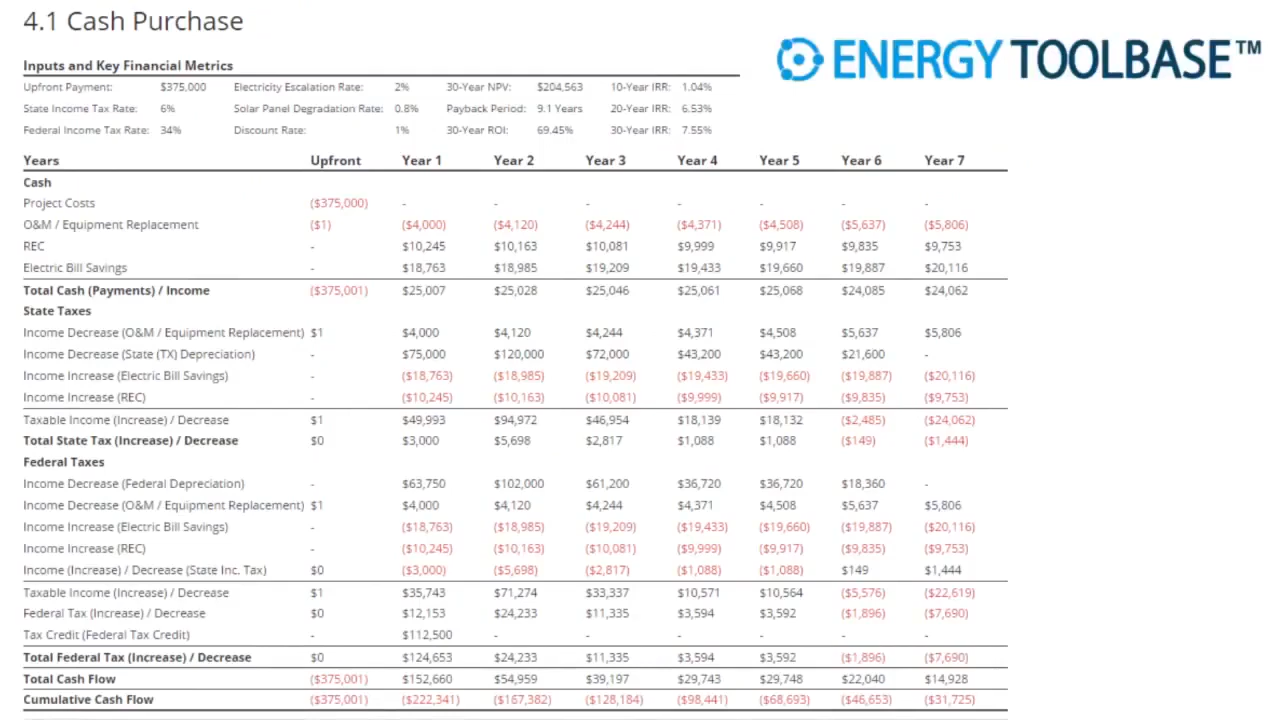 4.1 Cash Purchase
ENERGY TOOLBASE™
Inputs and Key Financial Metrics
Upfront Payment: $375,000 Electricity Escalation Rate: 2% 30-Year NPV: $204,563 10-Year IRR: 1.04%
State Income Tax Rate: 6% Solar Panel Degradation Rate: 0.8% Payback Period: 9.1 Years 20-Year IRR: 6.53%
Federal Income Tax Rate: 34% Discount Rate: 1% 30-Year ROI: 69.45% 30-Year IRR: 7.55%
Years Upfront Year 1 Year 2 Year 3 Year 4 Year 5 Year 6 Year 7
Cash
Project Costs ($375,000) - - - - - - -
O&M / Equipment Replacement ($1) ($4,000) ($4,120) ($4,244) ($4,371) ($4,508) ($5,637) ($5,806)
REC - $10,245 $10,163 $10,081 $9,999 $9,917 $9,835 $9,753
Electric Bill Savings - $18,763 $18,985 $19,209 $19,433 $19,660 $19,887 $20,116
Total Cash (Payments) / Income ($375,001) $25,007 $25,028 $25,046 $25,061 $25,068 $24,085 $24,062
State Taxes
Income Decrease (O&M / Equipment Replacement) $1 $4,000 $4,120 $4,244 $4,371 $4,508 $5,637 $5,806
Income Decrease (State (TX) Depreciation) - $75,000 $120,000 $72,000 $43,200 $43,200 $21,600 -
Income Increase (Electric Bill Savings) - ($18,763) ($18,985) ($19,209) ($19,433) ($19,660) ($19,887) ($20,116)
Income Increase (REC) - ($10,245) ($10,163) ($10,081) ($9,999) ($9,917) ($9,835) ($9,753)
Taxable Income (Increase) / Decrease $1 $49,993 $94,972 $46,954 $18,139 $18,132 ($2,485) ($24,062)
Total State Tax (Increase) / Decrease $0 $3,000 $5,698 $2,817 $1,088 $1,088 ($149) ($1,444)
Federal Taxes
Income Decrease (Federal Depreciation) - $63,750 $102,000 $61,200 $36,720 $36,720 $18,360 -
Income Decrease (O&M / Equipment Replacement) $1 $4,000 $4,120 $4,244 $4,371 $4,508 $5,637 $5,806
Income Increase (Electric Bill Savings) - ($18,763) ($18,985) ($19,209) ($19,433) ($19,660) ($19,887) ($20,116)
Income Increase (REC) - ($10,245) ($10,163) ($10,081) ($9,999) ($9,917) ($9,835) ($9,753)
Income (Increase) / Decrease (State Inc. Tax) $0 ($3,000) ($5,698) ($2,817) ($1,088) ($1,088) $149 $1,444
Taxable Income (Increase) / Decrease $1 $35,743 $71,274 $33,337 $10,571 $10,564 ($5,576) ($22,619)
Federal Tax (Increase) / Decrease $0 $12,153 $24,233 $11,335 $3,594 $3,592 ($1,896) ($7,690)
Tax Credit (Federal Tax Credit) - $112,500 - - - - - -
Total Federal Tax (Increase) / Decrease $0 $124,653 $24,233 $11,335 $3,594 $3,592 ($1,896) ($7,690)
Total Cash Flow ($375,001) $152,660 $54,959 $39,197 $29,743 $29,748 $22,040 $14,928
Cumulative Cash Flow ($375,001) ($222,341) ($167,382) ($128,184) ($98,441) ($68,693) ($46,653) ($31,725)